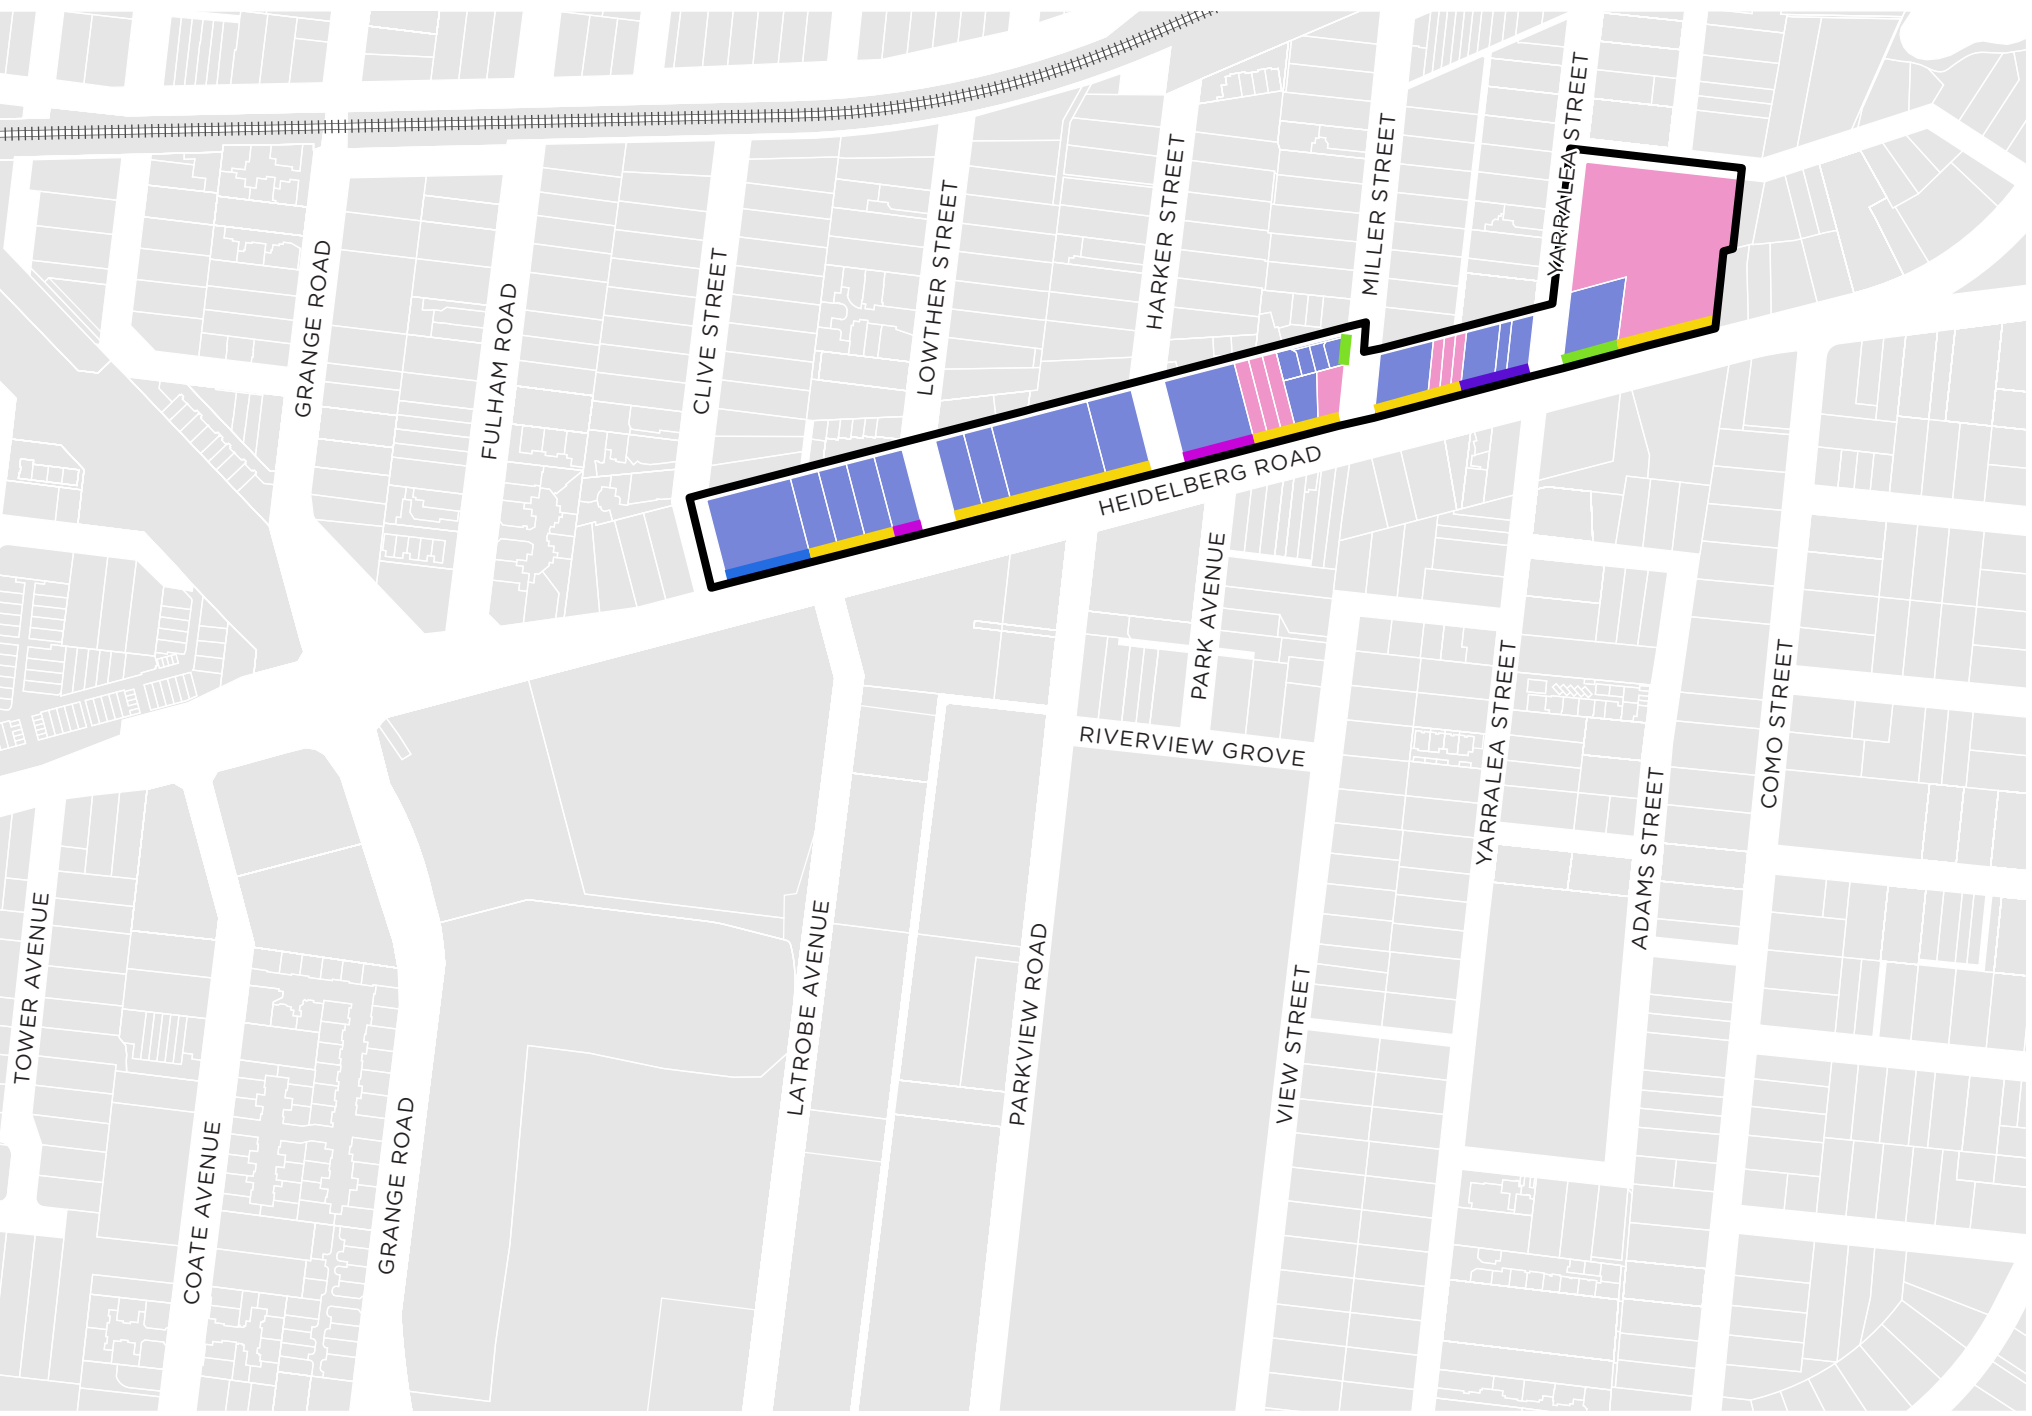 YARRALEA STREET
MILLER STREET
HARKER STREET
LOWTHER STREET
GRANGE ROAD
CLIVE STREET
FULHAM ROAD
HEIDELBERG ROAD
PARK AVENUE
RIVERVIEW GROVE
YARRALEA STREET
COMO STREET
ADAMS STREET
TOWER AVENUE
LATROBE AVENUE
PARKVIEW ROAD
VIEW STREET
COATE AVENUE
GRANGE ROAD